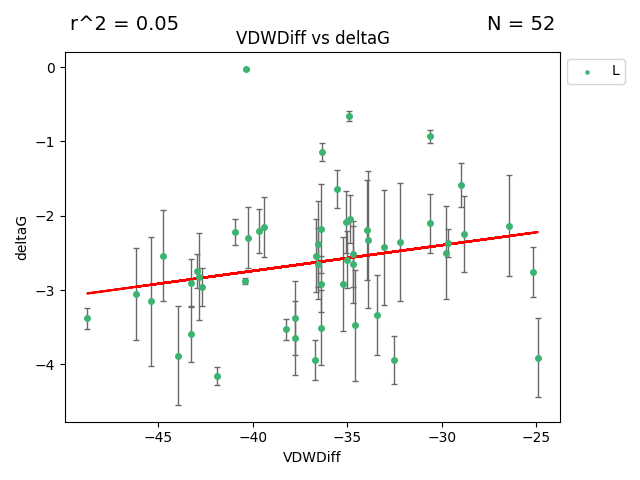 r^2 = 0.05
N = 52
VDWDiff vs deltaG
L
0
−1
−2
−3
−4
deltaG
−45
−40
−35
−30
−25
VDWDiff